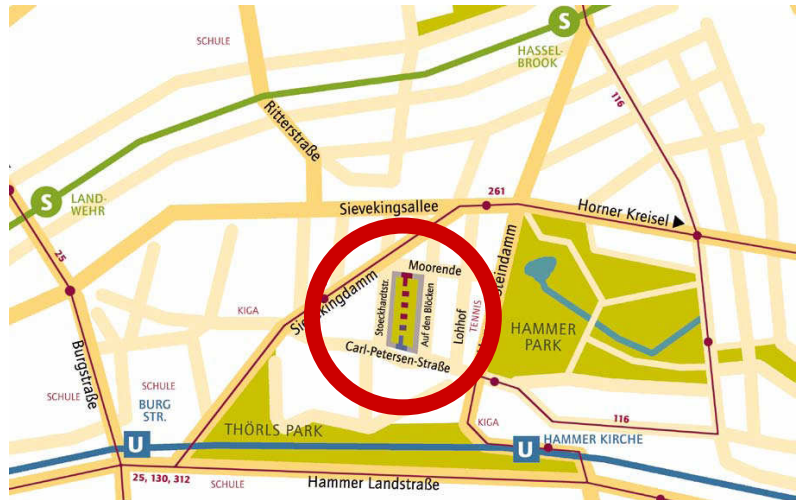 S
HASSEL-
BROOK
SCHULE
116
Ritterstraße
S
LAND-
WEHR
261
Sievekingsallee
Horner Kreisel
25
Moorende
Sievekingdamm
Steindamm
Stoeckhardtstr.
Auf den Blöcken
Lohhof
TENNIS
KIGA
HAMMER
PARK
Carl-Petersen-Straße
Burgstraße
SCHULE
SCHULE
BURG
STR.
U
THÖRLS PARK
KIGA
116
U
HAMMER KIRCHE
25, 130, 312
SCHULE
Hammer Landstraße